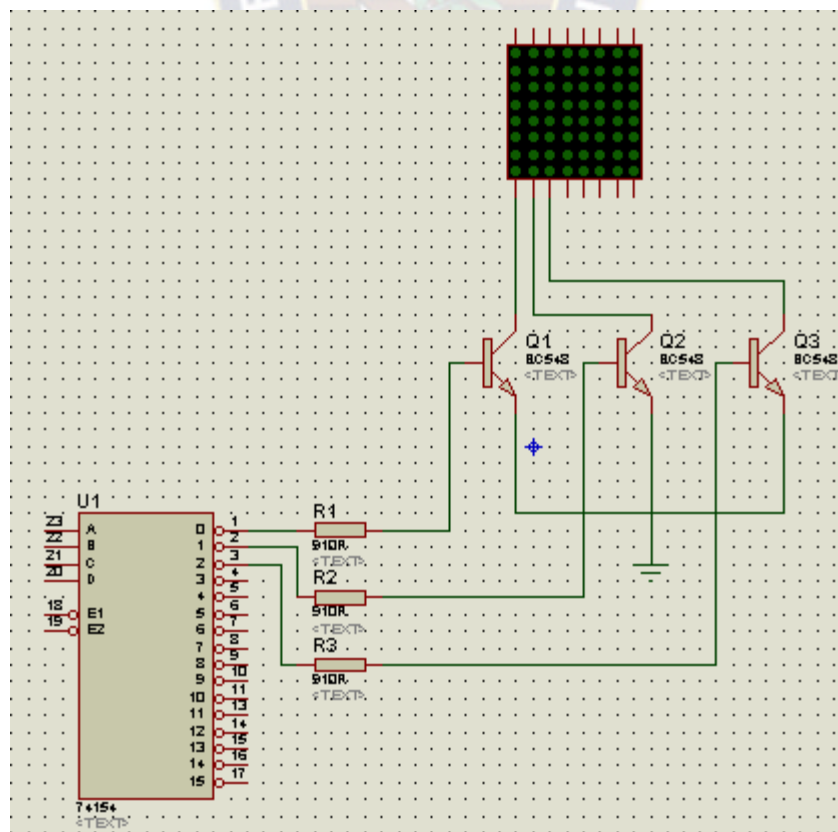 Q1
BC548
<TEXT>
Q2
BC548
<TEXT>
Q3
BC548
<TEXT>
U1
23 A
22 B
21 C
20 D
18 E1
19 E2
0 1
1 2
2 3
3 4
4 5
5 6
6 7
7 8
8 9
9 10
10 11
11 13
12 14
13 15
14 16
15 17
74154
<TEXT>
R1
910R
<TEXT>
R2
910R
<TEXT>
R3
910R
<TEXT>